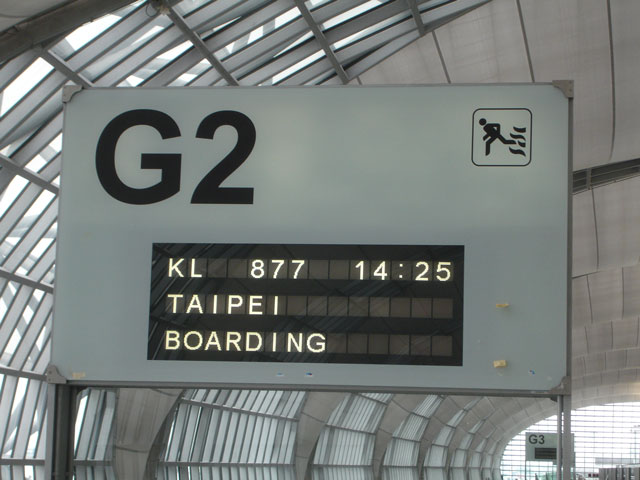 G2
KL 877 14:25
TAIPEI
BOARDING
G3